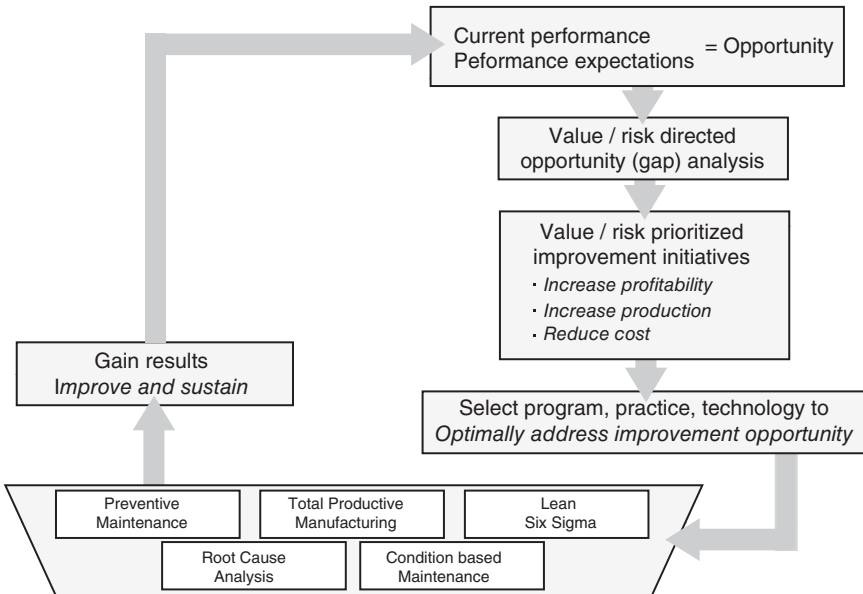 Current performance
Peformance expectations
= Opportunity
Value / risk directed
opportunity (gap) analysis
Value / risk prioritized
improvement initiatives
· Increase profitability
· Increase production
· Reduce cost
Select program, practice, technology to
Optimally address improvement opportunity
Preventive
Maintenance
Total Productive
Manufacturing
Lean
Six Sigma
Root Cause
Analysis
Condition based
Maintenance
Gain results
Improve and sustain